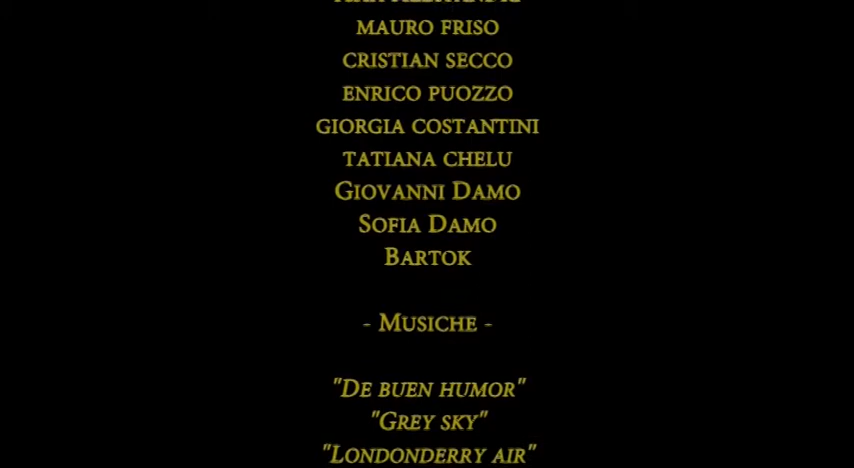 MAURO FRISO
CRISTIAN SECCO
ENRICO PUOZZO
GIORGIA COSTANTINI
TATIANA CHELU
GIOVANNI DAMO
SOFIA DAMO
BARTOK
- MUSICHE -
"DE BUEN HUMOR"
"GREY SKY"
"LONDONDERRY AIR"